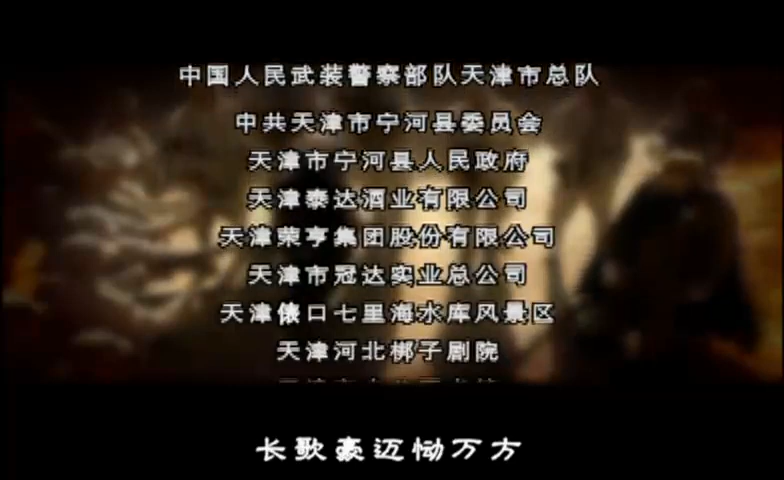 中国人民武装警察部队天津市总队
中共天津市宁河县委员会
天津市宁河县人民政府
天津泰达酒业有限公司
天津荣亨集团股份有限公司
天津市冠达实业总公司
天津俵口七里海水库风景区
天津河北梆子剧院
长歌豪迈恸万方